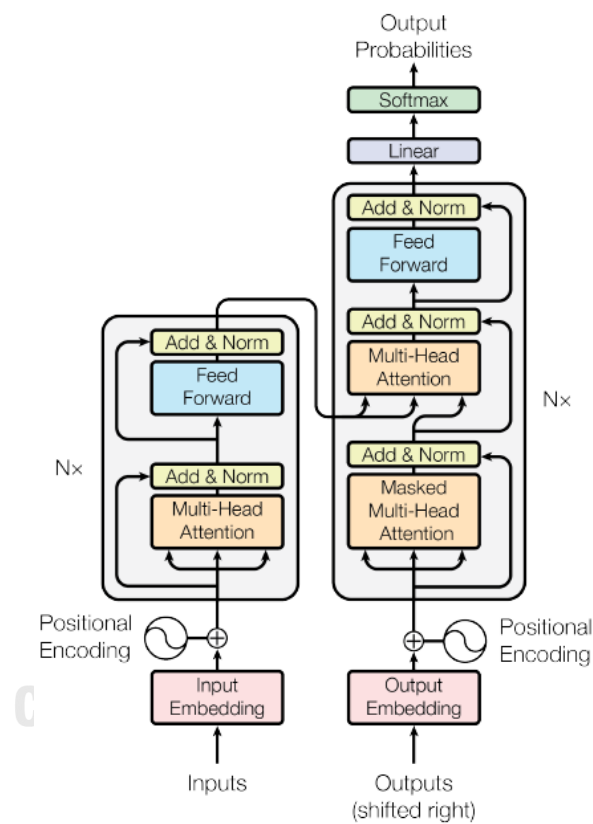 Output
Probabilities
Softmax
Linear
Add & Norm
Feed
Forward
Add & Norm
Multi-Head
Attention
Add & Norm
Masked
Multi-Head
Attention
Nx
Add & Norm
Feed
Forward
Add & Norm
Multi-Head
Attention
Nx
Positional
Encoding
Positional
Encoding
Input
Embedding
Output
Embedding
Inputs
Outputs
(shifted right)